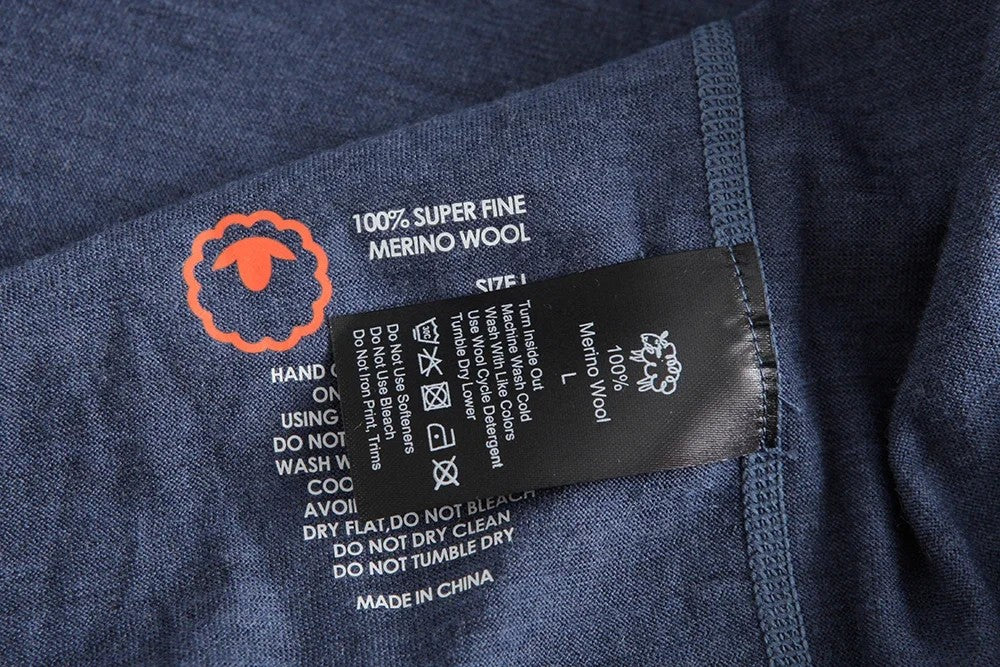 100% SUPER FINE
MERINO WOOL
SIZE L
HAND
ON
USING
DO NOT
WASH
COO
AVOI
DRY FLAT,DO NOT BLEACH
DO NOT DRY CLEAN
DO NOT TUMBLE DRY
MADE IN CHINA
100%
Merino Wool
L
Turn Inside Out
Machine Wash Cold
Wash With Like Colors
Use Wool Cycle Detergent
Tumble Dry Lower
30C
Do Not Use Softeners
Do Not Use Bleach
Do Not Iron Print, Trims